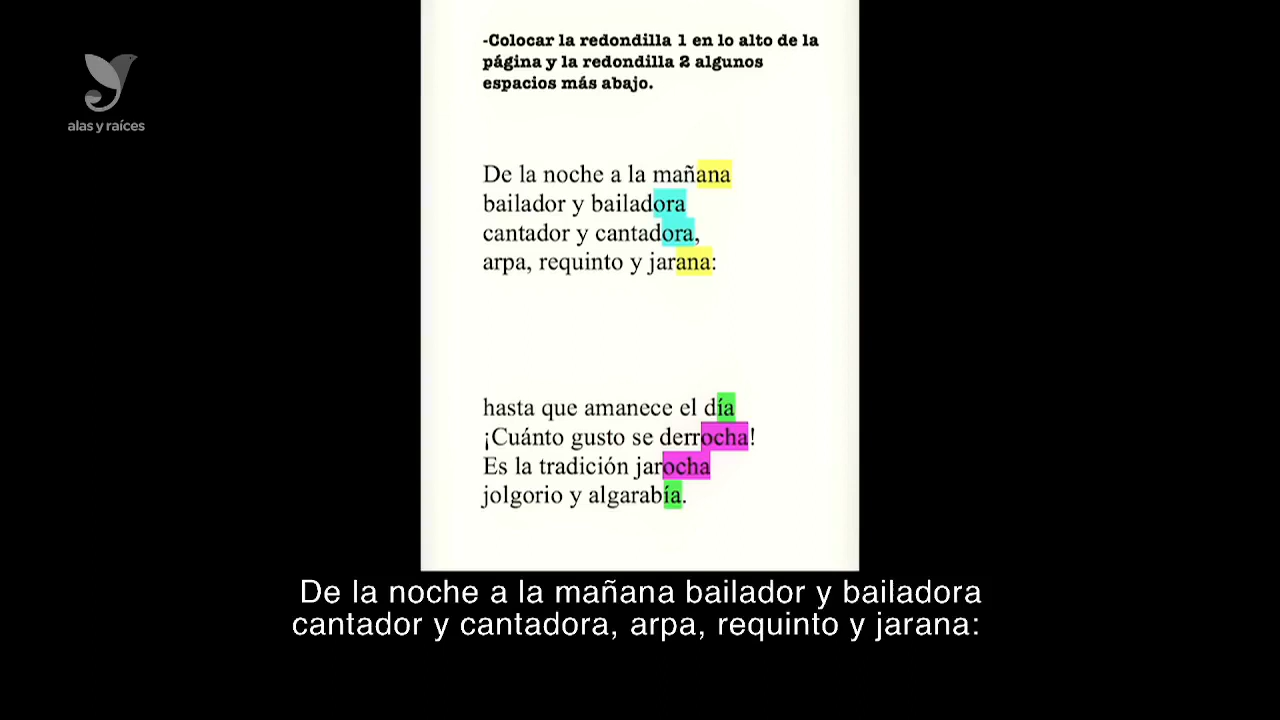 alas y raíces
-Colocar la redondilla 1 en lo alto de la
página y la redondilla 2 algunos
espacios más abajo.
De la noche a la mañana
bailador y bailadora
cantador y cantadora,
arpa, requinto y jarana:
hasta que amanece el día
¡Cuánto gusto se derrocha!
Es la tradición jarocha
jolgorio y algarabía.
De la noche a la mañana bailador y bailadora
cantador y cantadora, arpa, requinto y jarana: